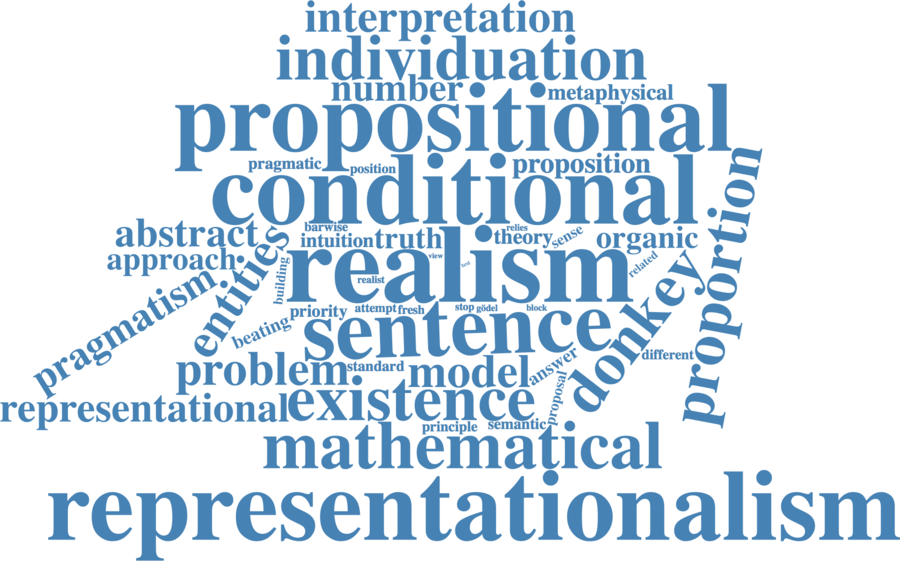 interpretation
individuation
number
metaphysical
propositional
pragmatic
position
proposition
conditional
proportion
abstract
barwise
relies
intuition
truth
theory
sense
organic
approach
entities
building
realism
view
realist
related
donkey
pragmatism
priority
attempt
fresh
stop
gödel
block
beating
sentence
different
problem
standard
model
answer
proposal
representational
existence
principle
semantic
mathematical
representationalism